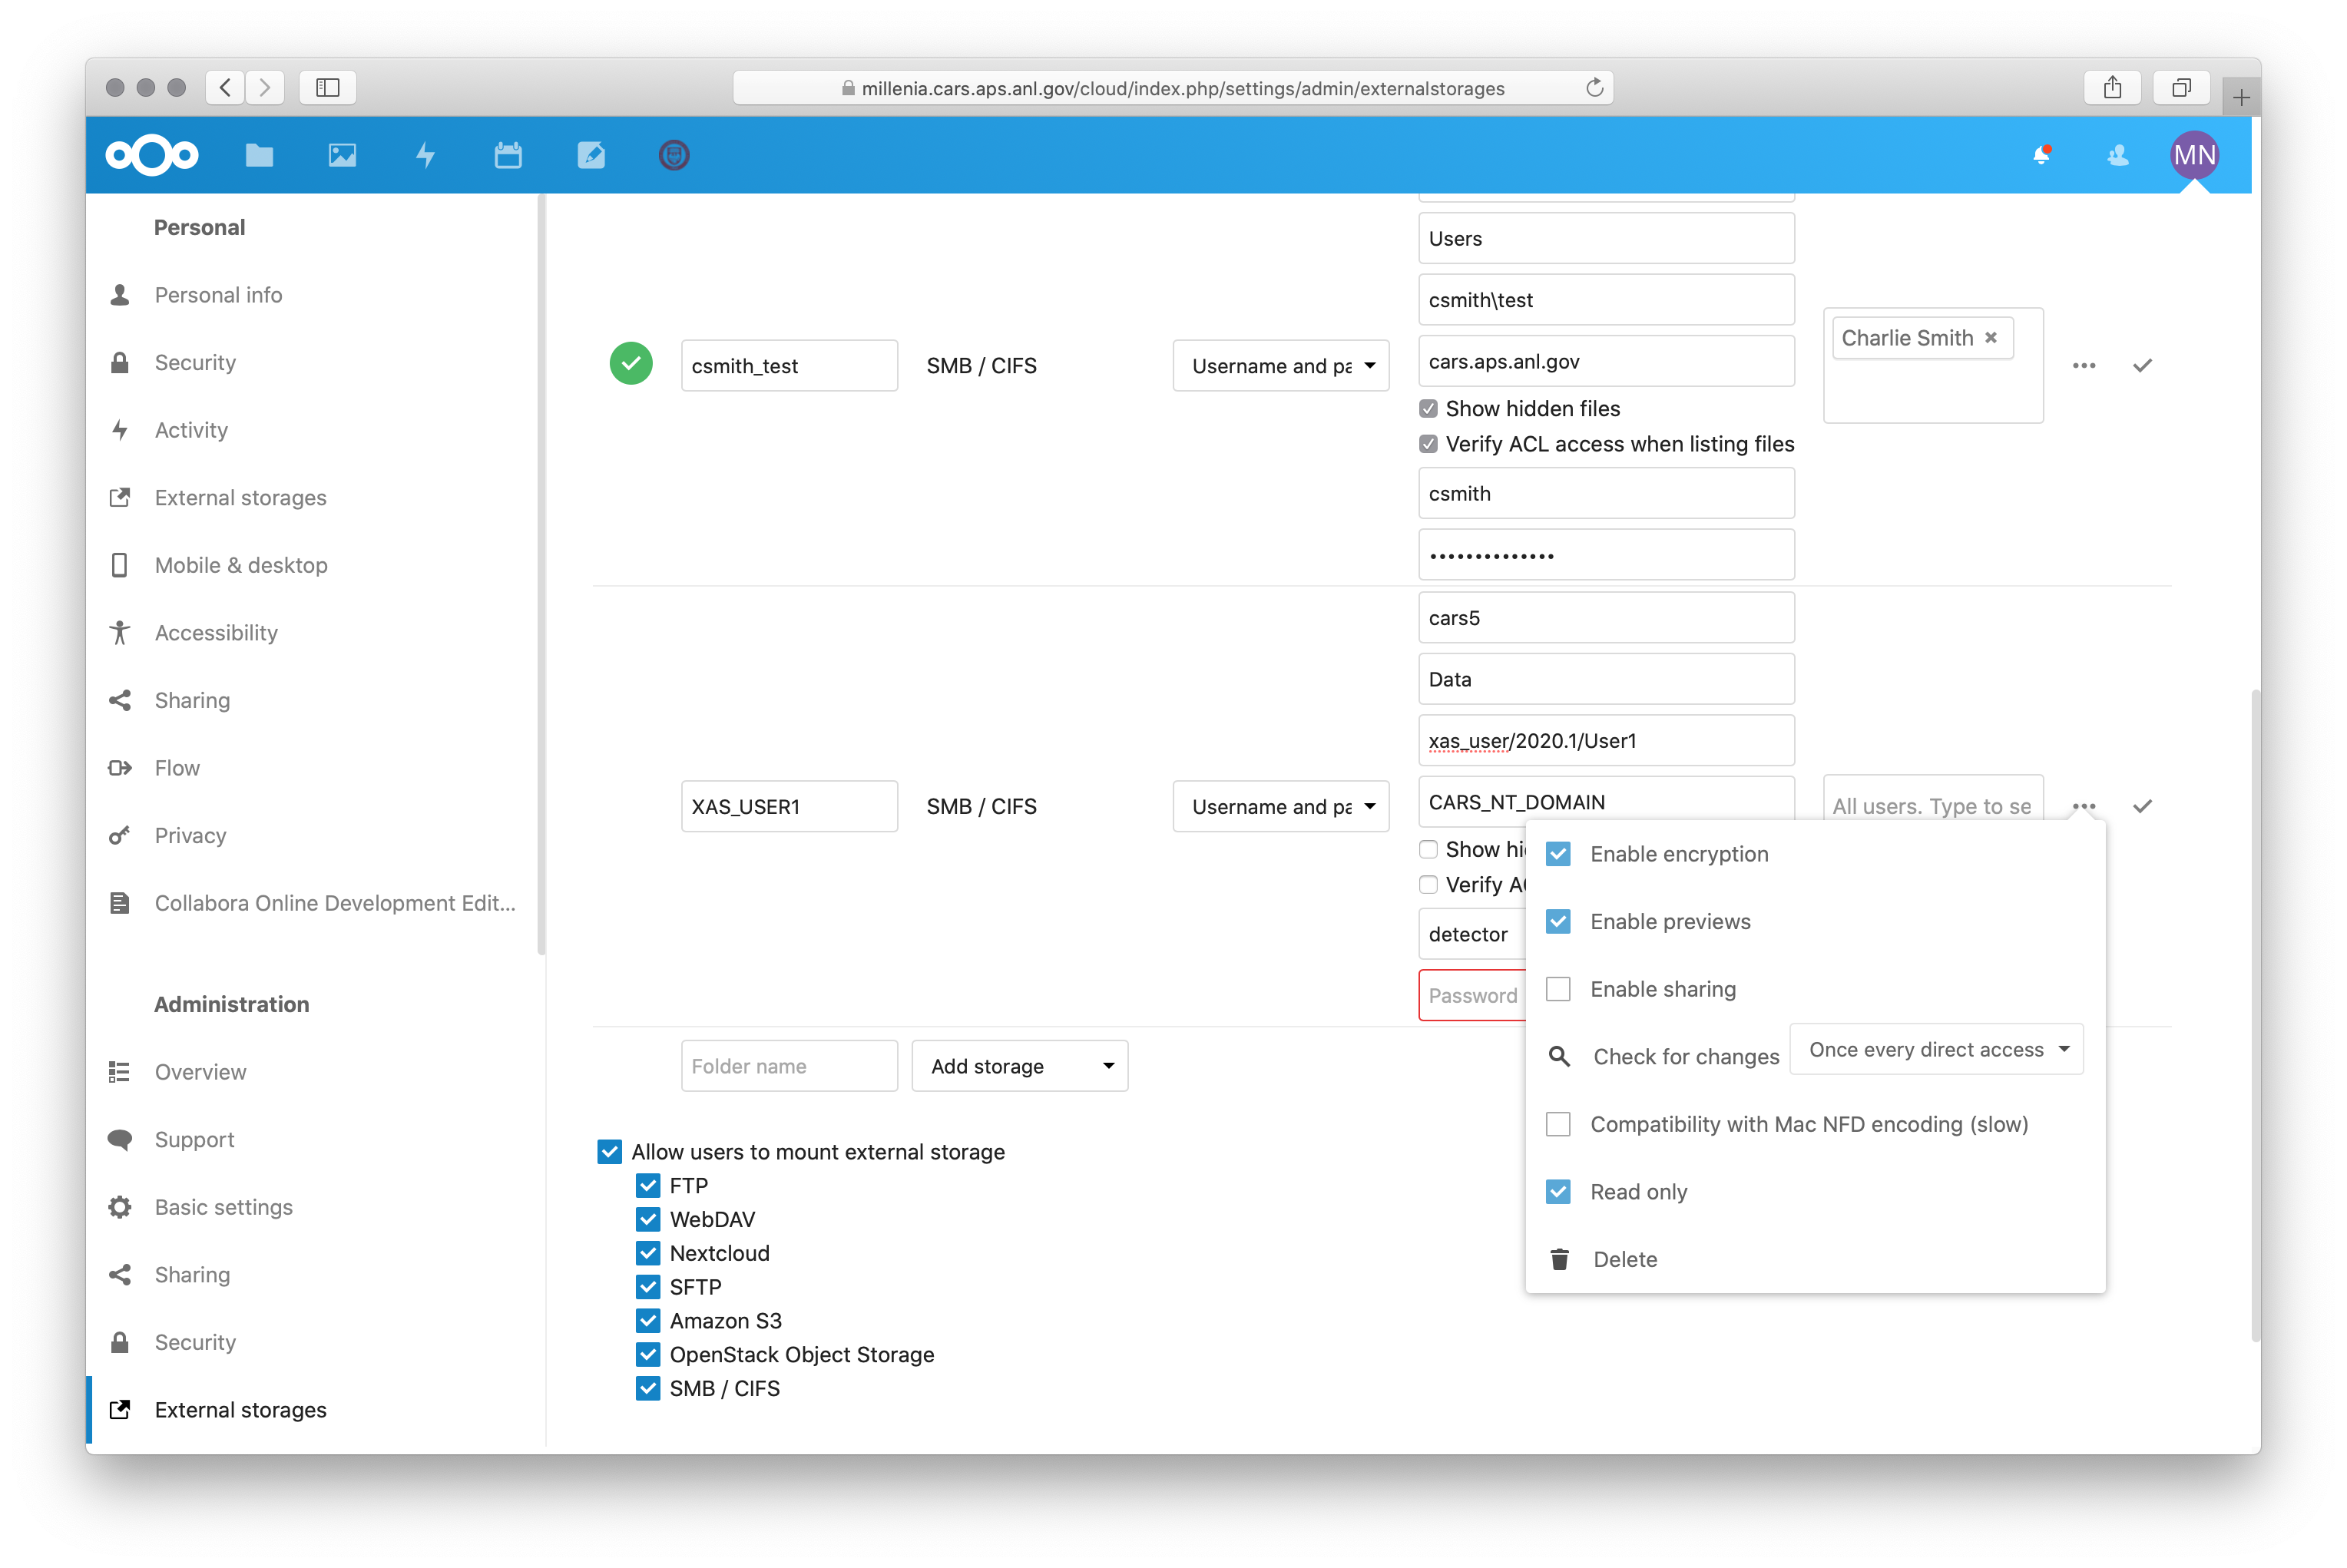 millenia.cars.aps.anl.gov/cloud/index.php/settings/admin/externalstorages
MN
Personal
Personal info
Security
Activity
External storages
Mobile & desktop
Accessibility
Sharing
Flow
Privacy
Collabora Online Development Edit...
Administration
Overview
Support
Basic settings
Sharing
Security
External storages
Users
csmith\test
csmith_test
SMB / CIFS
Username and pa
cars.aps.anl.gov
Charlie Smith
Show hidden files
Verify ACL access when listing files
csmith
cars5
Data
xas_user/2020.1/User1
XAS_USER1
SMB / CIFS
Username and pa
CARS_NT_DOMAIN
All users. Type to se
Show hi
Verify A
detector
Password
Enable encryption
Enable previews
Enable sharing
Check for changes
Once every direct access
Compatibility with Mac NFD encoding (slow)
Read only
Delete
Folder name
Add storage
Allow users to mount external storage
FTP
WebDAV
Nextcloud
SFTP
Amazon S3
OpenStack Object Storage
SMB / CIFS